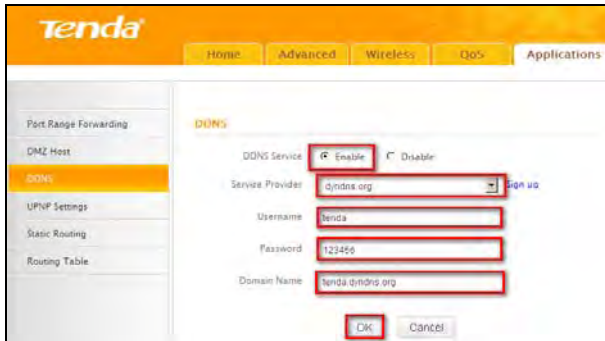 Tenda
Home Advanced Wireless QoS Applications
Port Range Forwarding
DMZ Host
DDNS
UPNP Settings
Static Routing
Routing Table
DDNS
DDNS Service Enable Disable
Service Provider dyndns.org Sign up
Username tenda
Password 123456
Domain Name tenda.dyndns.org
OK Cancel